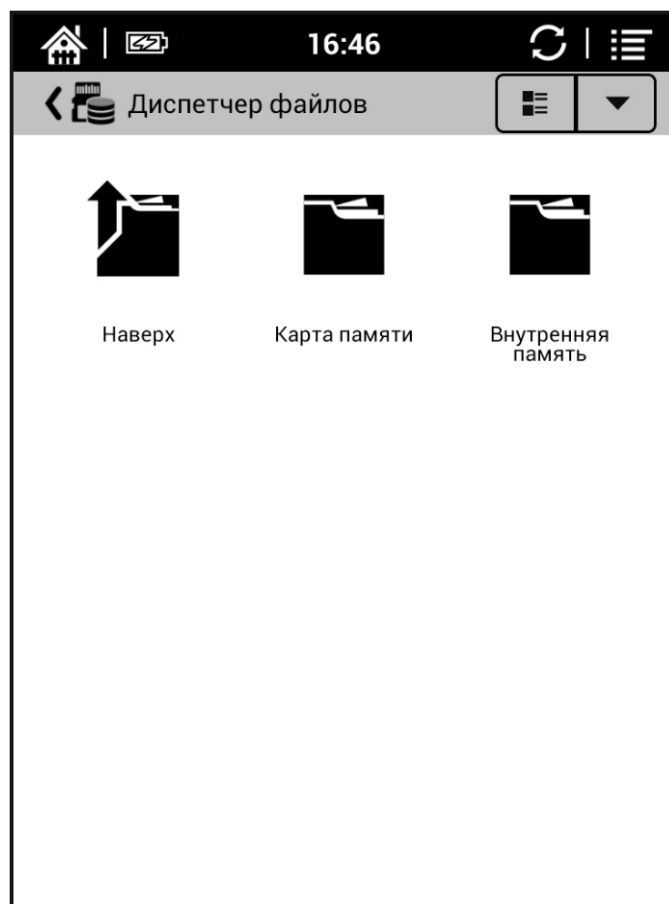 16:46
Диспетчер файлов
Наверх
Карта памяти
Внутренняя
память